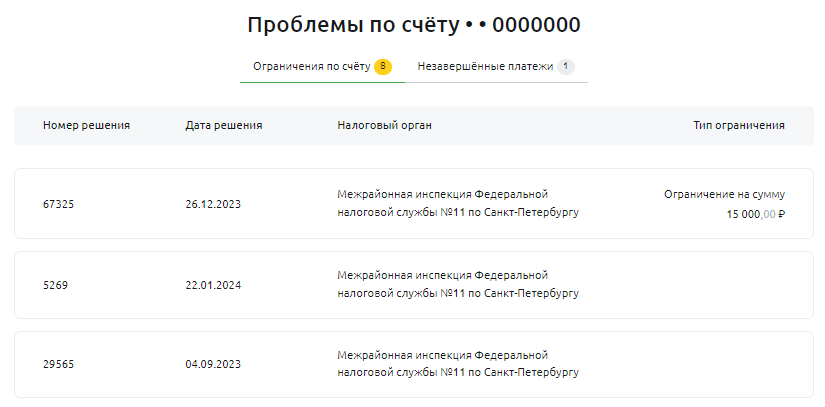 Проблемы по счёту • • 0000000
Ограничения по счёту 8 Незавершённые платежи 1
Номер решения Дата решения Налоговый орган Тип ограничения
67325 26.12.2023 Межрайонная инспекция Федеральной Ограничение на сумму
налоговой службы №11 по Санкт-Петербургу 15 000,00 ₽
5269 22.01.2024 Межрайонная инспекция Федеральной
налоговой службы №11 по Санкт-Петербургу
29565 04.09.2023 Межрайонная инспекция Федеральной
налоговой службы №11 по Санкт-Петербургу